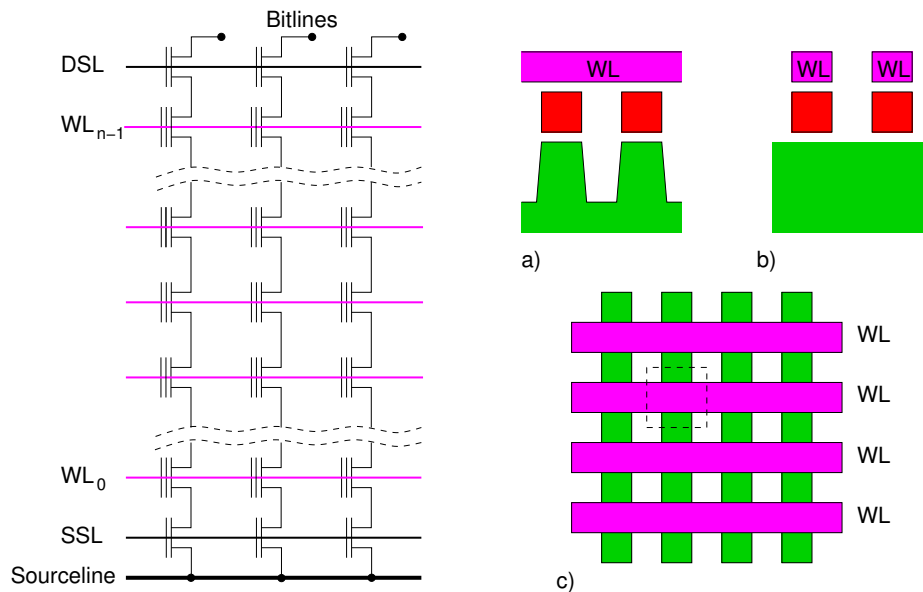 Bitlines
DSL
WLn−1
WL0
SSL
Sourceline
WL
a)
WL WL
b)
WL
WL
WL
WL
c)